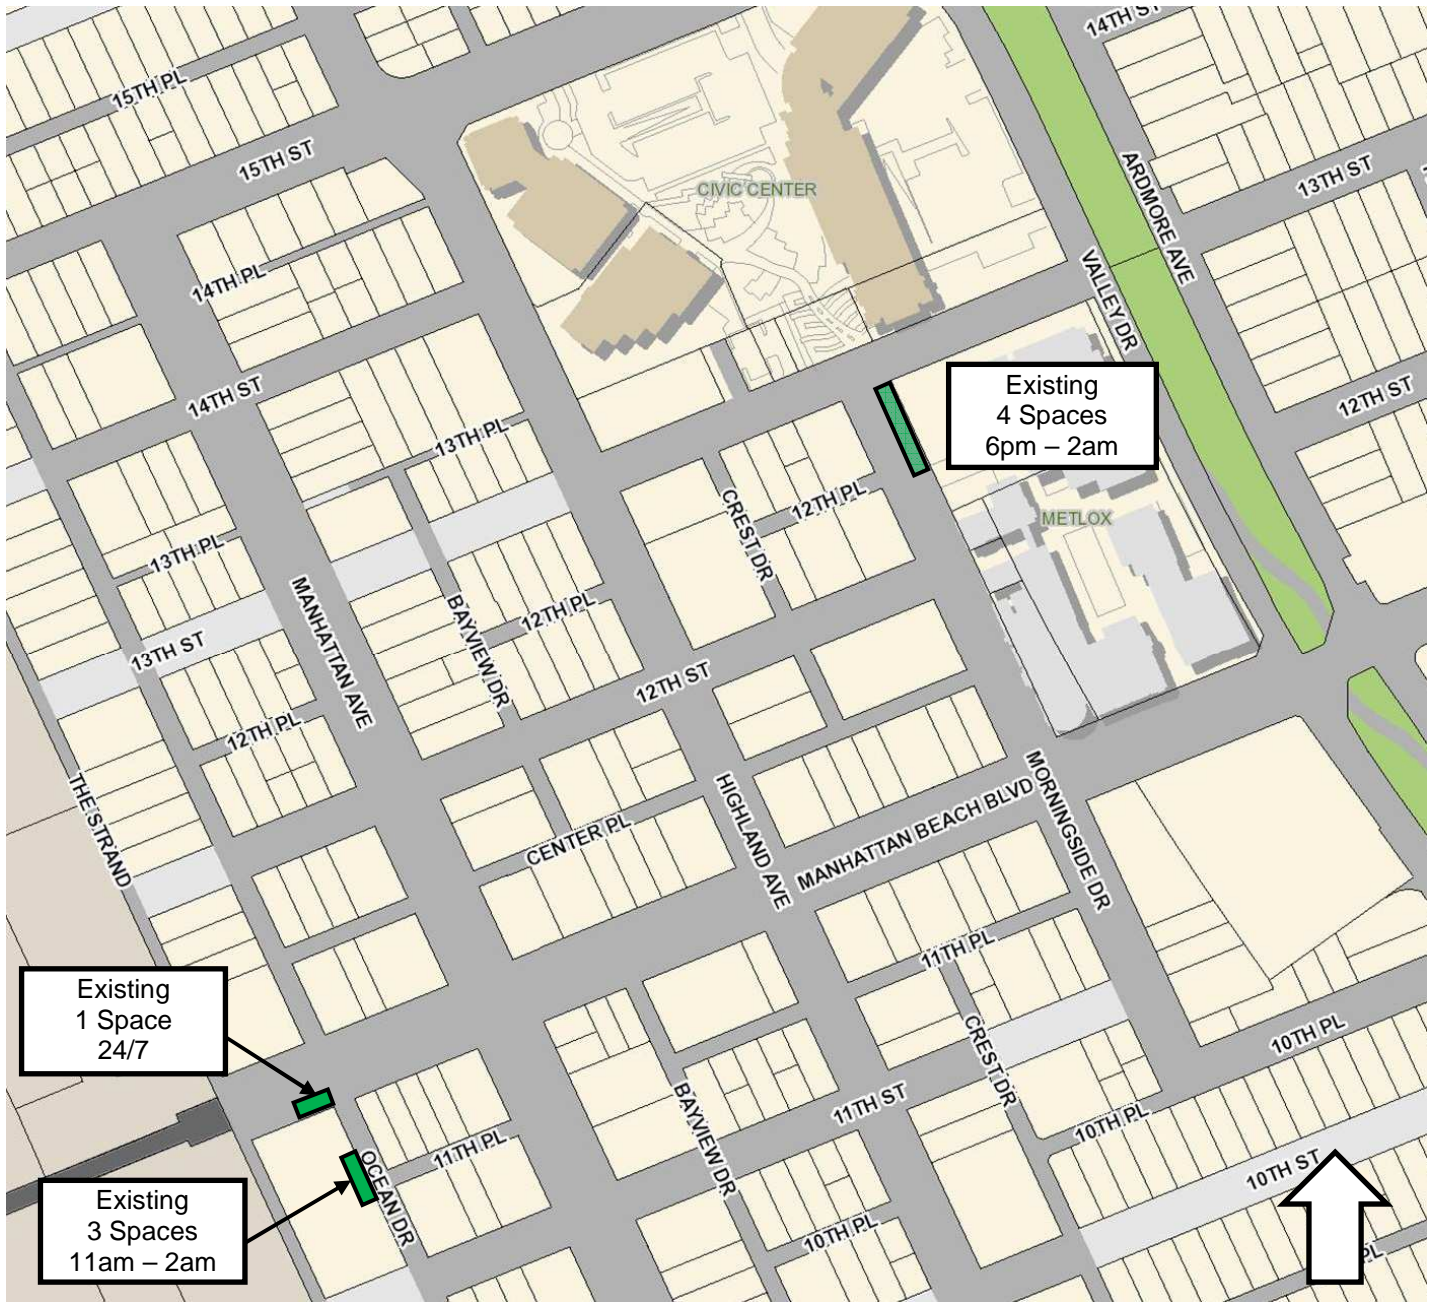 14TH ST
15TH PL
15TH ST
CIVIC CENTER
ARDMORE AVE
13TH ST
14TH PL
VALLEY DR
14TH ST
Existing
4 Spaces
6pm – 2am
12TH ST
13TH PL
CREST DR
12TH PL
METLOX
13TH PL
MANHATTAN AVE
BAYVIEW DR
12TH PL
13TH ST
12TH ST
12TH PL
THE STRAND
HIGHLAND AVE
MORNINGSIDE DR
CENTER PL
MANHATTAN BEACH BLVD
11TH PL
Existing
1 Space
24/7
CREST DR
10TH PL
BAYVIEW DR
11TH ST
10TH PL
OCEAN DR
11TH PL
10TH ST
Existing
3 Spaces
11am – 2am
10TH PL
PL